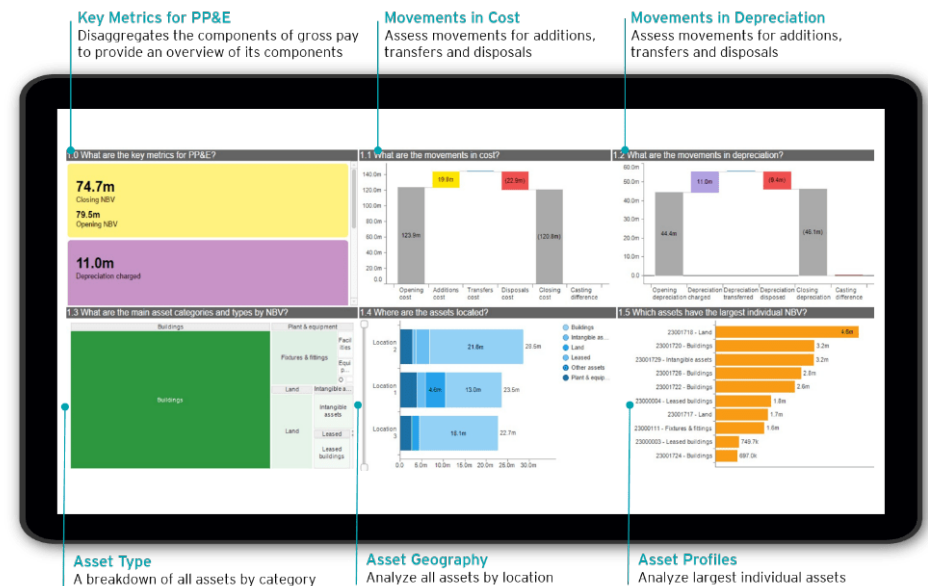 Key Metrics for PP&E
Disaggregates the components of gross pay
to provide an overview of its components
Movements in Cost
Assess movements for additions,
transfers and disposals
Movements in Depreciation
Assess movements for additions,
transfers and disposals
1.0 What are the key metrics for PP&E?
74.7m
Closing NBV
79.5m
Opening NBV
11.0m
Depreciation charged
1.1 What are the movements in cost?
140.0m
120.0m
100.0m
80.0m
60.0m
40.0m
20.0m
0.0
123.9m
(120.8m)
Opening
cost
Additions
cost
Transfers
cost
Disposals
cost
Closing
cost
Casting
difference
1.2 What are the movements in depreciation?
60.0m
50.0m
40.0m
30.0m
20.0m
10.0m
0.0
44.4m
11.0m
(46.1m)
Opening
depreciation
Depreciation
charged
Depreciation
transferred
Depreciation
disposed
Closing
depreciation
Casting
difference
1.3 What are the main asset categories and types by NBV?
Buildings
Buildings
Plant & equipment
Fixtures & fittings
Facil
ities
Equi
p...
O
Land
Land
Intangible a...
Intangible
assets
Leased
Leased
buildings
1.4 Where are the assets located?
Location
2
21.8m
28.5m
Location
1
4.6m
13.0m
23.5m
Location
3
18.1m
22.7m
0.0
5.0m
10.0m
15.0m
20.0m
25.0m
30.0m
Buildings
Intangible as...
Land
Leased
Other assets
Plant & equip...
1.5 Which assets have the largest individual NBV?
23001718 - Land
23001720 - Buildings
3.2m
23001729 - Intangible assets
3.2m
23001726 - Buildings
2.8m
23001722 - Buildings
2.6m
23000004 - Leased buildings
1.8m
23001717 - Land
1.7m
23000111 - Fixtures & fittings
1.6m
23000003 - Leased buildings
749.7k
23001724 - Buildings
697.0k
Asset Type
A breakdown of all assets by category
Asset Geography
Analyze all assets by location
Asset Profiles
Analyze largest individual assets